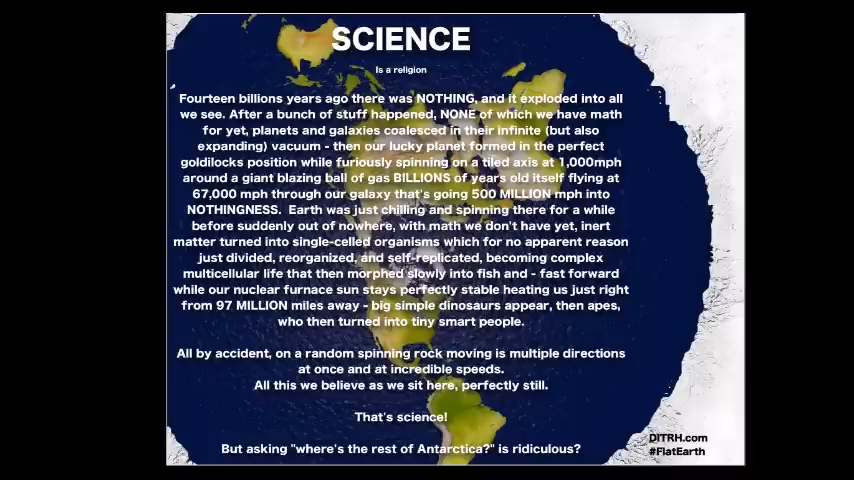 SCIENCE
Is a religion
Fourteen billions years ago there was NOTHING, and it exploded into all
we see. After a bunch of stuff happened, NONE of which we have math
for yet, planets and galaxies coalesced in their infinite (but also
expanding) vacuum - then our lucky planet formed in the perfect
goldilocks position while furiously spinning on a tiled axis at 1,000mph
around a giant blazing ball of gas BILLIONS of years old itself flying at
67,000 mph through our galaxy that's going 500 MILLION mph into
NOTHINGNESS. Earth was just chilling and spinning there for a while
before suddenly out of nowhere, with math we don't have yet, inert
matter turned into single-celled organisms which for no apparent reason
just divided, reorganized, and self-replicated, becoming complex
multicellular life that then morphed slowly into fish and - fast forward
while our nuclear furnace sun stays perfectly stable heating us just right
from 97 MILLION miles away - big simple dinosaurs appear, then apes,
who then turned into tiny smart people.
All by accident, on a random spinning rock moving is multiple directions
at once and at incredible speeds.
All this we believe as we sit here, perfectly still.
That's science!
But asking "where's the rest of Antarctica?" is ridiculous?
DITRH.com
#FlatEarth